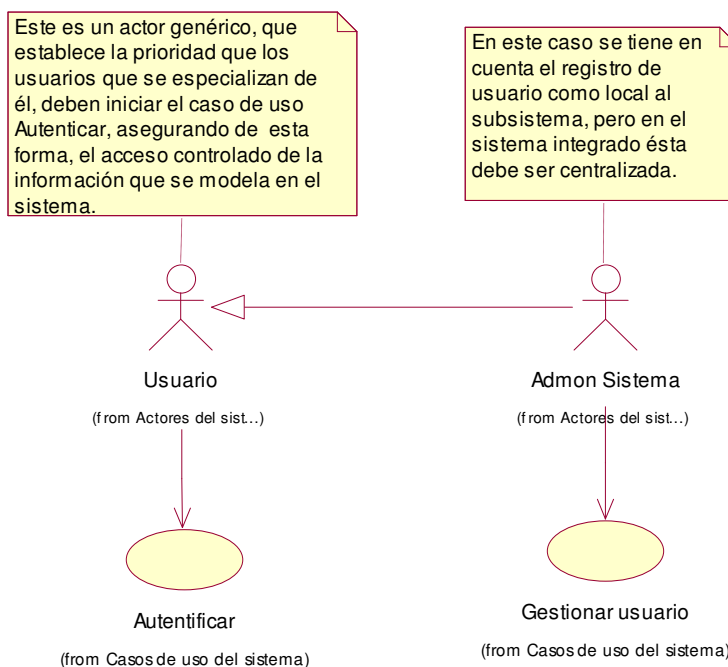 Este es un actor genérico, que
establece la prioridad que los
usuarios que se especializan de
él, deben iniciar el caso de uso
Autenticar, asegurando de esta
forma, el acceso controlado de la
información que se modela en el
sistema.
En este caso se tiene en
cuenta el registro de
usuario como local al
subsistema, pero en el
sistema integrado ésta
debe ser centralizada.
Usuario
(from Actores del sist...)
Admon Sistema
(from Actores del sist...)
Autentificar
(from Casos de uso del sistema)
Gestionar usuario
(from Casos de uso del sistema)